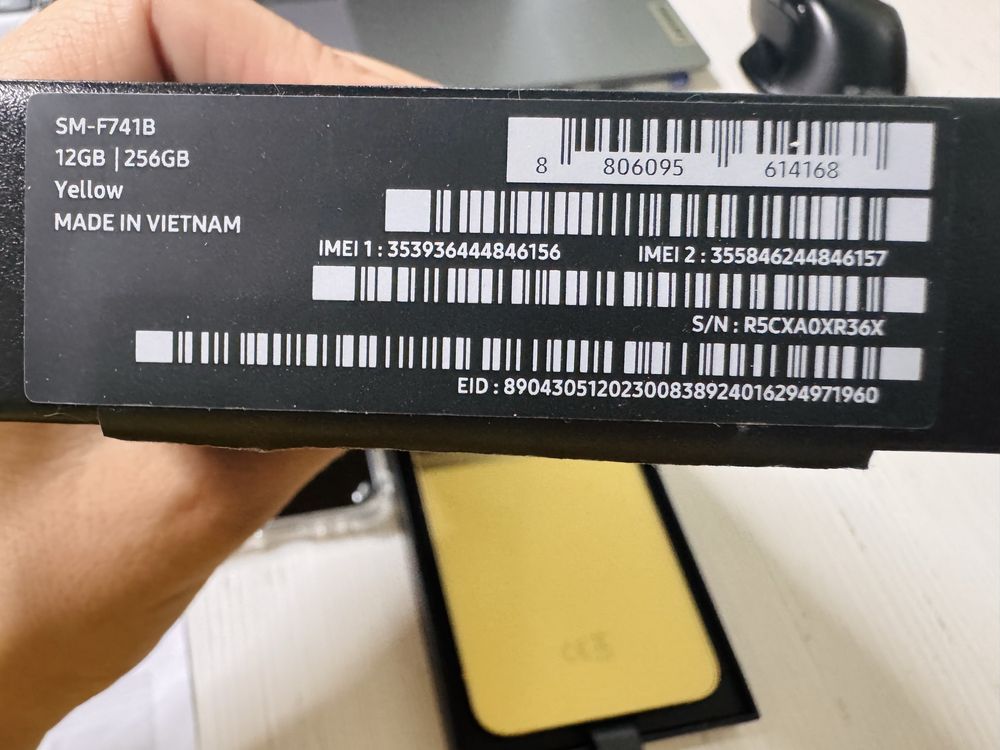 SM-F741B
12GB | 256GB
Yellow
MADE IN VIETNAM
8 806095 614168
IMEI 1 : 353936444846156 IMEI 2 : 355846244846157
S/N : R5CXA0XR36X
EID : 89043051202300838924016294971960